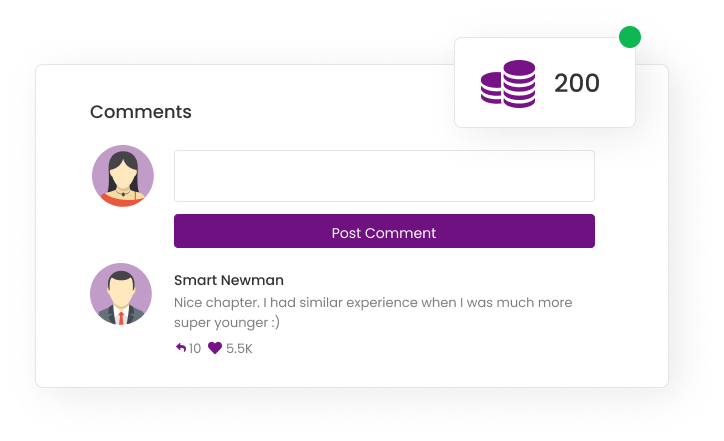 200
Comments
Post Comment
Smart Newman
Nice chapter. I had similar experience when I was much more
super younger :)
10 5.5K